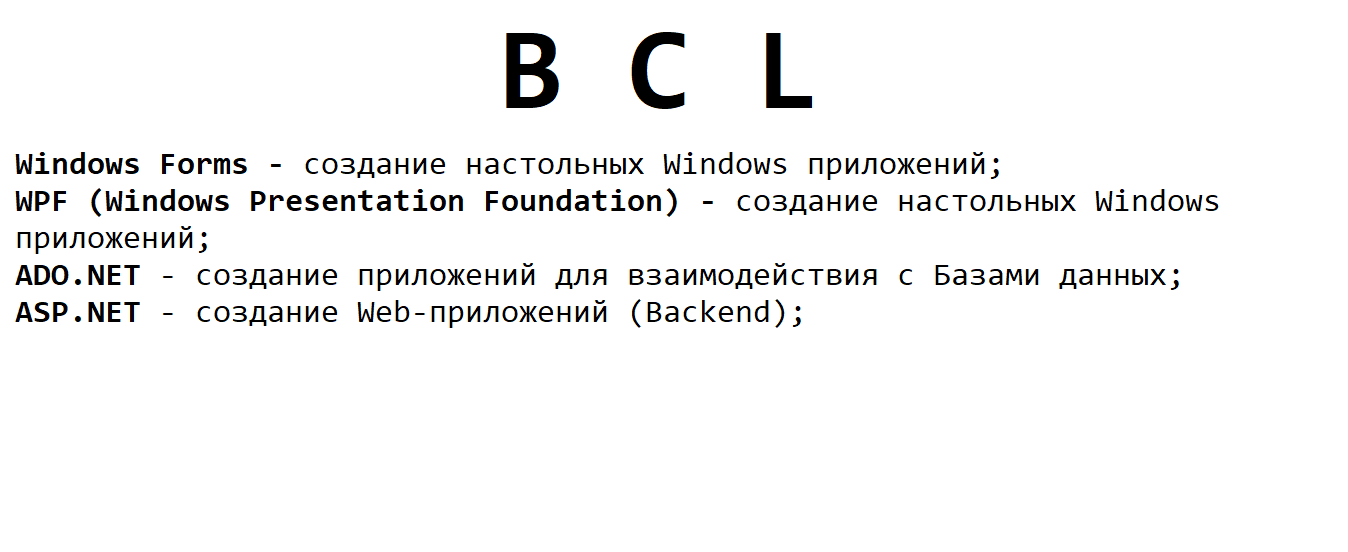 B C L
Windows Forms - создание настольных Windows приложений;
WPF (Windows Presentation Foundation) - создание настольных Windows
приложений;
ADO.NET - создание приложений для взаимодействия с Базами данных;
ASP.NET - создание Web-приложений (Backend);